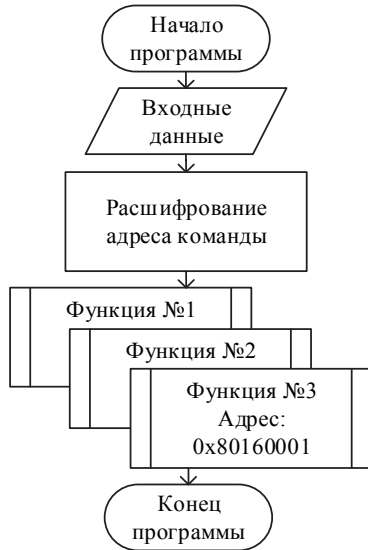 Начало
программы
Входные
данные
Расшифрование
адреса команды
Функция №1
Функция №2
Функция №3
Адрес:
0x80160001
Конец
программы